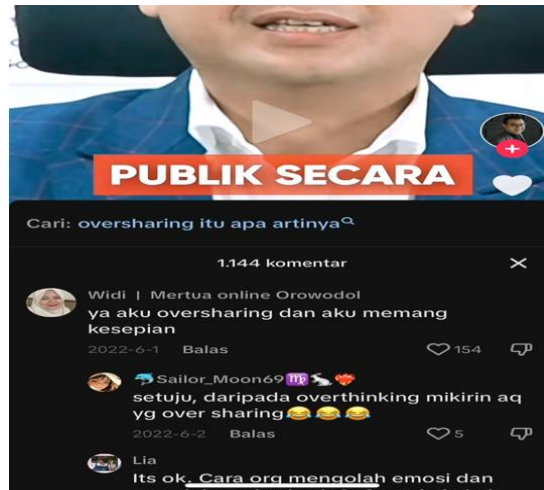 PUBLIK SECARA
Cari: oversharing itu apa artinya
1.144 komentar
Widi | Mertua online Orowodol
ya aku oversharing dan aku memang
kesepian
2022-6-1 Balas 154
🐬Sailor_Moon69♍🐇❤️‍🔥
setuju, daripada overthinking mikirin aq
yg over sharing😂😂😂
2022-6-2 Balas 5
Lia
Its ok. Cara org mengolah emosi dan